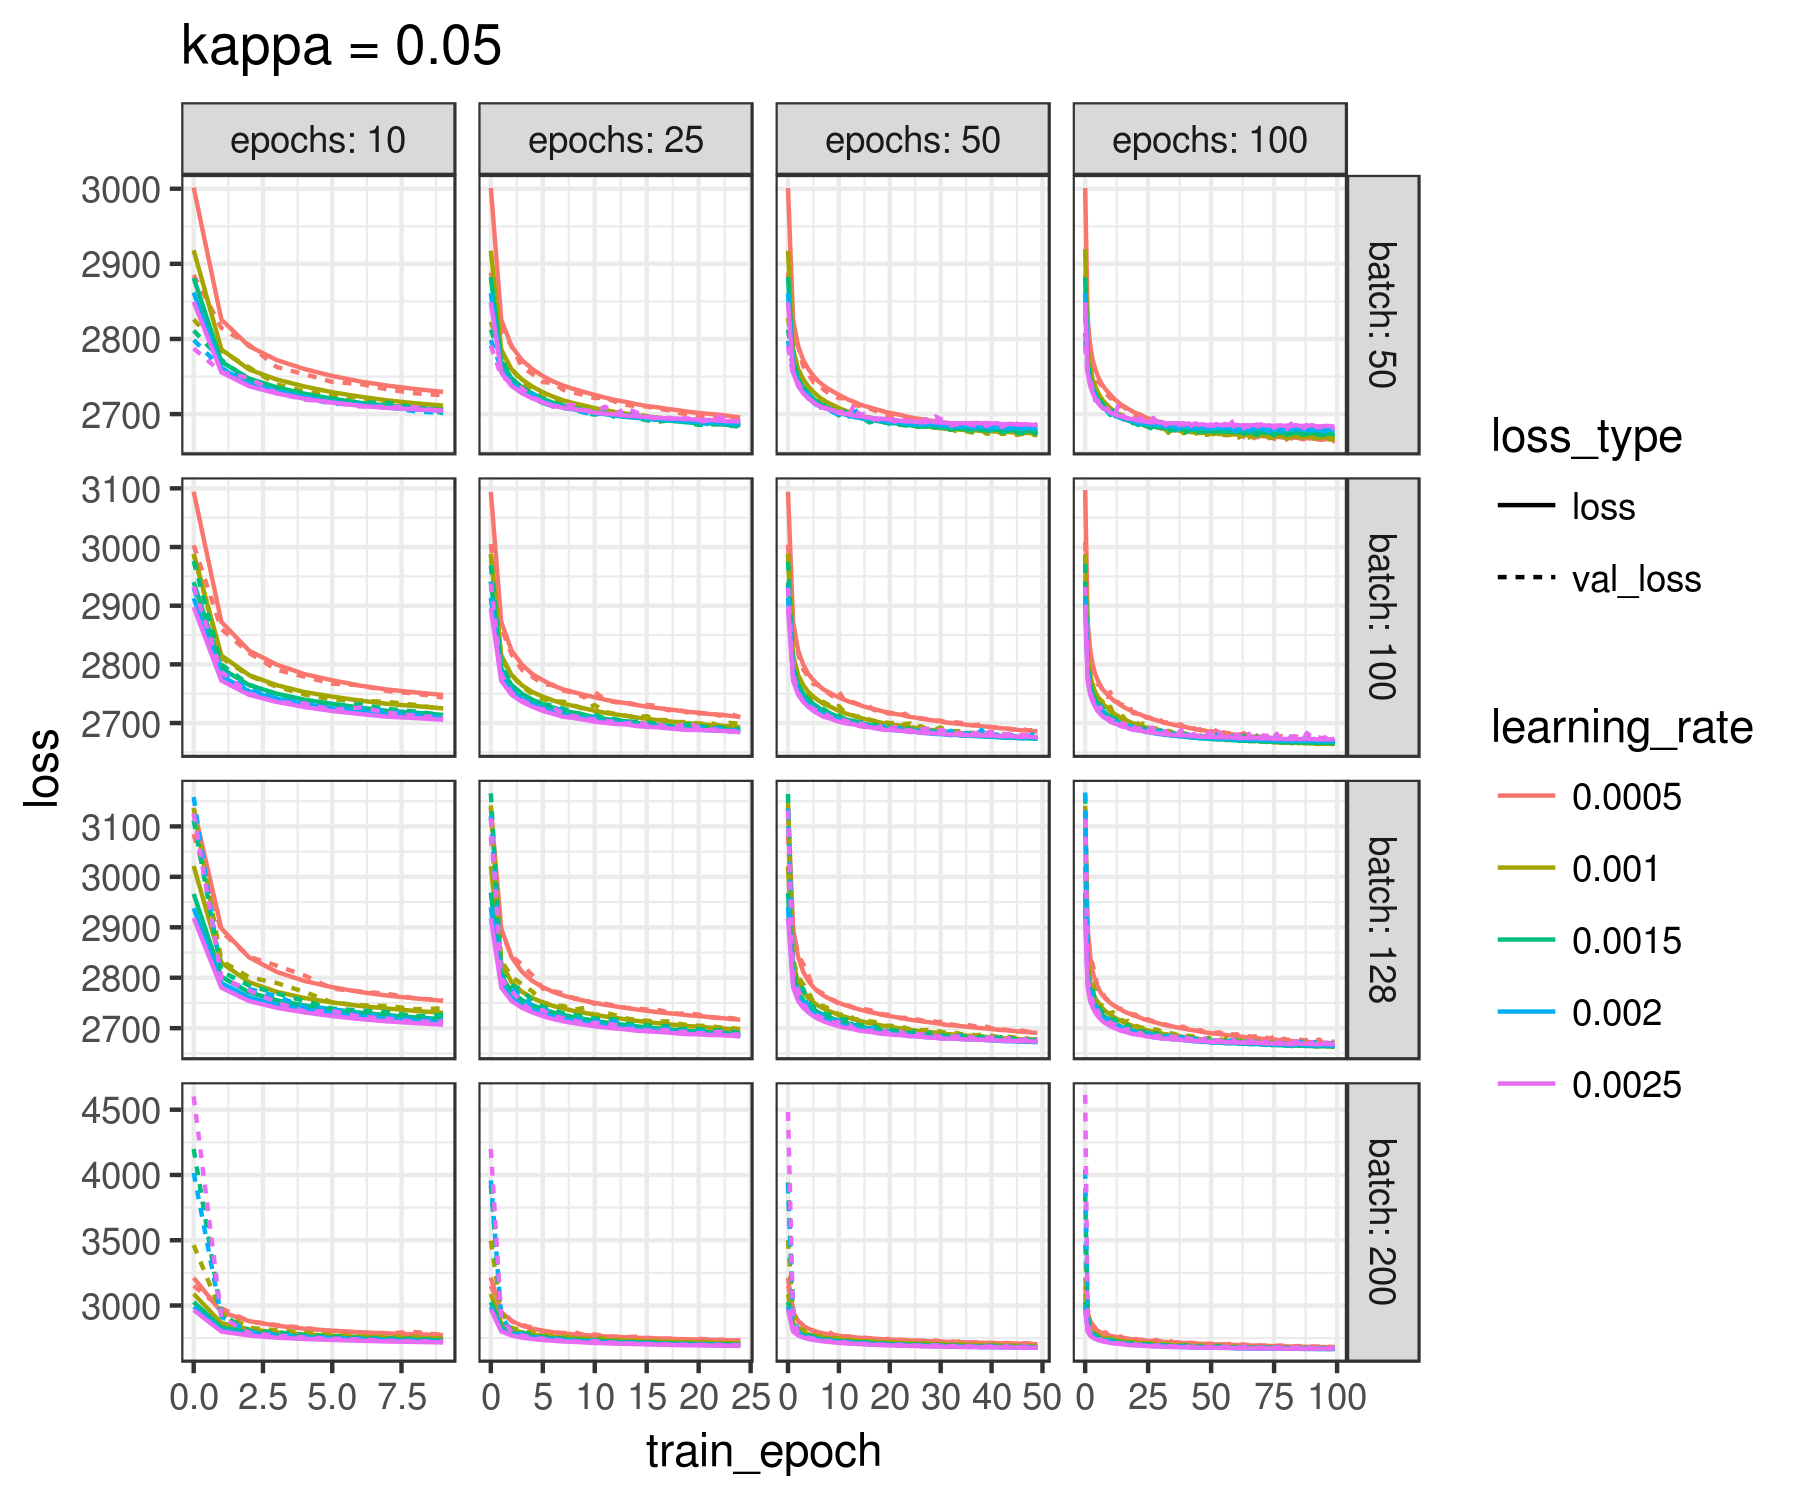 kappa = 0.05
epochs: 10
epochs: 25
epochs: 50
epochs: 100
3000
2900
2800
2700
batch: 50
3100
3000
2900
2800
2700
batch: 100
3100
3000
2900
2800
2700
batch: 128
4500
4000
3500
3000
batch: 200
0.0 2.5 5.0 7.5
0 5 10 15 20 25
0 10 20 30 40 50
0 25 50 75 100
train_epoch
loss
loss_type
loss
val_loss
learning_rate
0.0005
0.001
0.0015
0.002
0.0025